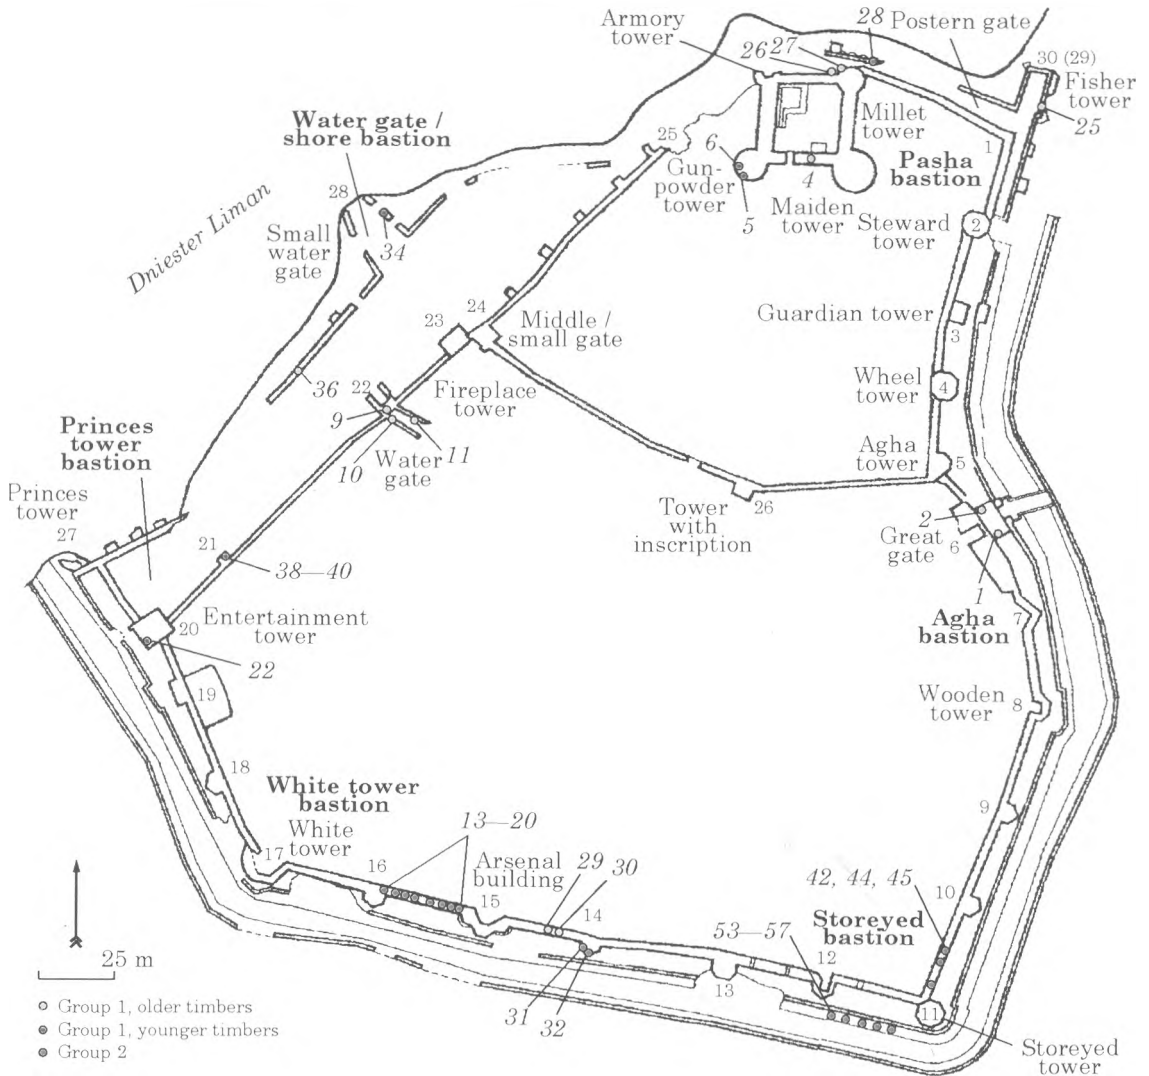 28 Postern gate
Armory
tower
26
27
30 (29)
Fisher
tower
25
Water gate /
shore bastion
25
6
Gun-
powder
tower
5
4
Maiden
tower
Millet
tower
1
Pasha
bastion
Steward
tower
2
28
Small
water
gate
34
Dniester Liman
Guardian tower
3
24
23
Middle /
small gate
Wheel
tower
4
36
22
Fireplace
tower
9
10
11
Water
gate
Princes
tower
bastion
Princes
tower
27
Agha
tower
5
26
Tower
with
inscription
2
Great
gate
6
1
7
Agha
bastion
21
38—40
20
Entertainment
tower
22
19
Wooden
tower
8
18
White tower
bastion
White
tower
17
9
13—20
16
Arsenal
building
15
29
30
14
42, 44, 45
10
Storeyed
bastion
53—57
12
13
31
32
11
Storeyed
tower
25 m
Group 1, older timbers
Group 1, younger timbers
Group 2